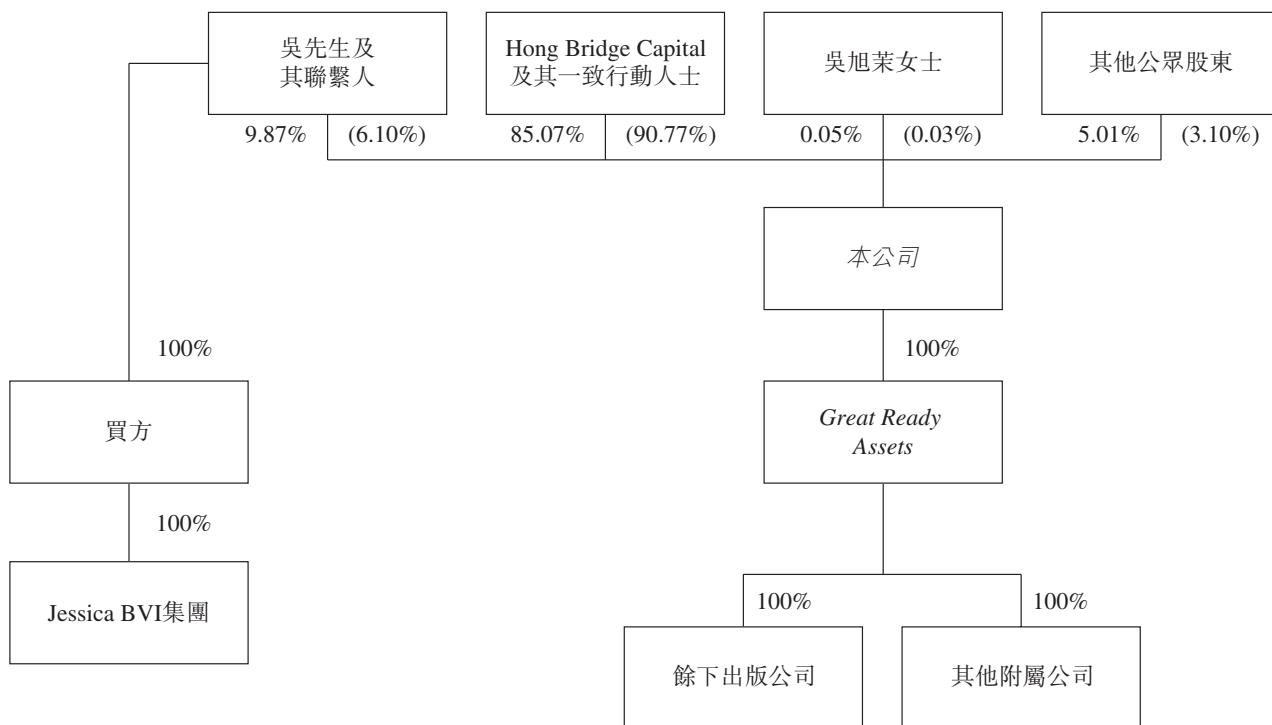 吳先生及
其聯繫人
Hong Bridge Capital
及其一致行動人士
吳旭茉女士
其他公眾股東
9.87% (6.10%)
85.07% (90.77%)
0.05% (0.03%)
5.01% (3.10%)
本公司
100%
100%
買方
Great Ready
Assets
100%
Jessica BVI集團
100%
100%
餘下出版公司
其他附屬公司